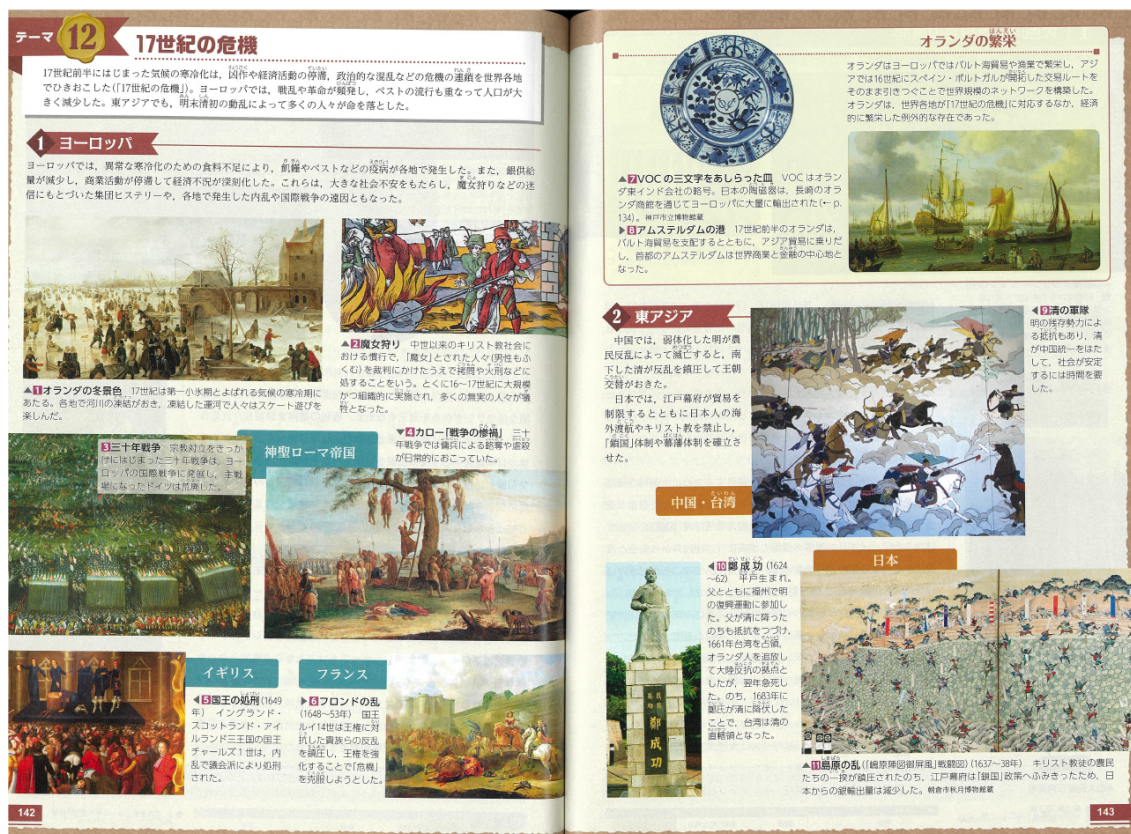 テーマ 12 17世紀の危機
17世紀前半にはじまった気候の寒冷化は，凶作や経済活動の停滞，政治的な混乱などの危機の連鎖を世界各地
でひきおこした(「17世紀の危機」)。ヨーロッパでは，戦乱や革命が頻発し，ペストの流行も重なって人口が大
きく減少した。東アジアでも，明末清初の動乱によって多くの人々が命を落とした。
1 ヨーロッパ
ヨーロッパでは，異常な寒冷化のための食料不足により，飢饉やペストなどの疫病が各地で発生した。また，銀供給
量が減少し，商業活動が停滞して経済不況が深刻化した。これらは，大きな社会不安をもたらし，魔女狩りなどの迷
信にもとづいた集団ヒステリーや，各地で発生した内乱や国際戦争の遠因ともなった。
▲1オランダの冬景色 17世紀は第一小氷期とよばれる気候の寒冷期に
あたる。各地で河川の凍結がおき，凍結した運河で人々はスケート遊びを
楽しんだ。
▲2魔女狩り 中世以来のキリスト教社会に
おける慣行で，「魔女」とされた人々(男性もふ
くむ)を裁判にかけたうえで拷問や火刑などに
処することをいう。とくに16〜17世紀に大規模
かつ組織的に実施され，多くの無実の人々が犠
牲となった。
3三十年戦争 宗教対立をきっか
けにはじまった三十年戦争は，ヨー
ロッパの国際戦争に発展し，主戦
場になったドイツは荒廃した。
神聖ローマ帝国
▼4カロー「戦争の惨禍」 三十
年戦争では傭兵による略奪や虐殺
が日常的におこっていた。
イギリス
◀5国王の処刑(1649
年) イングランド・
スコットランド・アイ
ルランド三王国の国王
チャールズ1世は，内
乱で議会派により処刑
された。
フランス
▶6フロンドの乱
(1648〜53年) 国王
ルイ14世は王権に対
抗した貴族らの反乱
を鎮圧し，王権を強
化することで「危機」
を克服しようとした。
142
オランダの繁栄
オランダはヨーロッパではバルト海貿易や漁業で繁栄し，アジ
アでは16世紀にスペイン・ポルトガルが開拓した交易ルートを
そのまま引きつぐことで世界規模のネットワークを構築した。
オランダは，世界各地が「17世紀の危機」に対応するなか，経済
的に繁栄した例外的な存在であった。
▲7VOCの三文字をあしらった皿 VOCはオラン
ダ東インド会社の略号。日本の陶磁器は，長崎のオラ
ンダ商館を通じてヨーロッパに大量に輸出された(← p.
134)。神戸市立博物館蔵
▶8アムステルダムの港 17世紀前半のオランダは，
バルト海貿易を支配するとともに，アジア貿易に乗りだ
し，首都のアムステルダムは世界商業と金融の中心地と
なった。
2 東アジア
中国では，弱体化した明が農
民反乱によって滅亡すると，南
下した清が反乱を鎮圧して王朝
交替がおきた。
日本では，江戸幕府が貿易を
制限するとともに日本人の海
外渡航やキリスト教を禁止し，
「鎖国」体制や幕藩体制を確立さ
せた。
◀9清の軍隊
明の残存勢力によ
る抵抗もあり，清
が中国統一をはた
して，社会が安定
するには時間を要
した。
中国・台湾
◀10鄭成功(1624
〜62) 平戸生まれ。
父とともに福州で明
の復興運動に参加し
た。父が清に降った
のちも抵抗をつづけ，
1661年台湾を占領，
オランダ人を追放し
て大陸反抗の拠点と
したが，翌年急死し
た。のち，1683年に
鄭氏が清に降伏した
ことで，台湾は清の
直轄領となった。
鄭成功
日本
▲11島原の乱(「嶋原陣図御屏風」戦闘図)(1637〜38年) キリスト教徒の農民
たちの一揆が鎮圧されたのち，江戸幕府は「鎖国」政策へふみきったため，日
本からの銀輸出量は減少した。朝倉市秋月博物館蔵
143